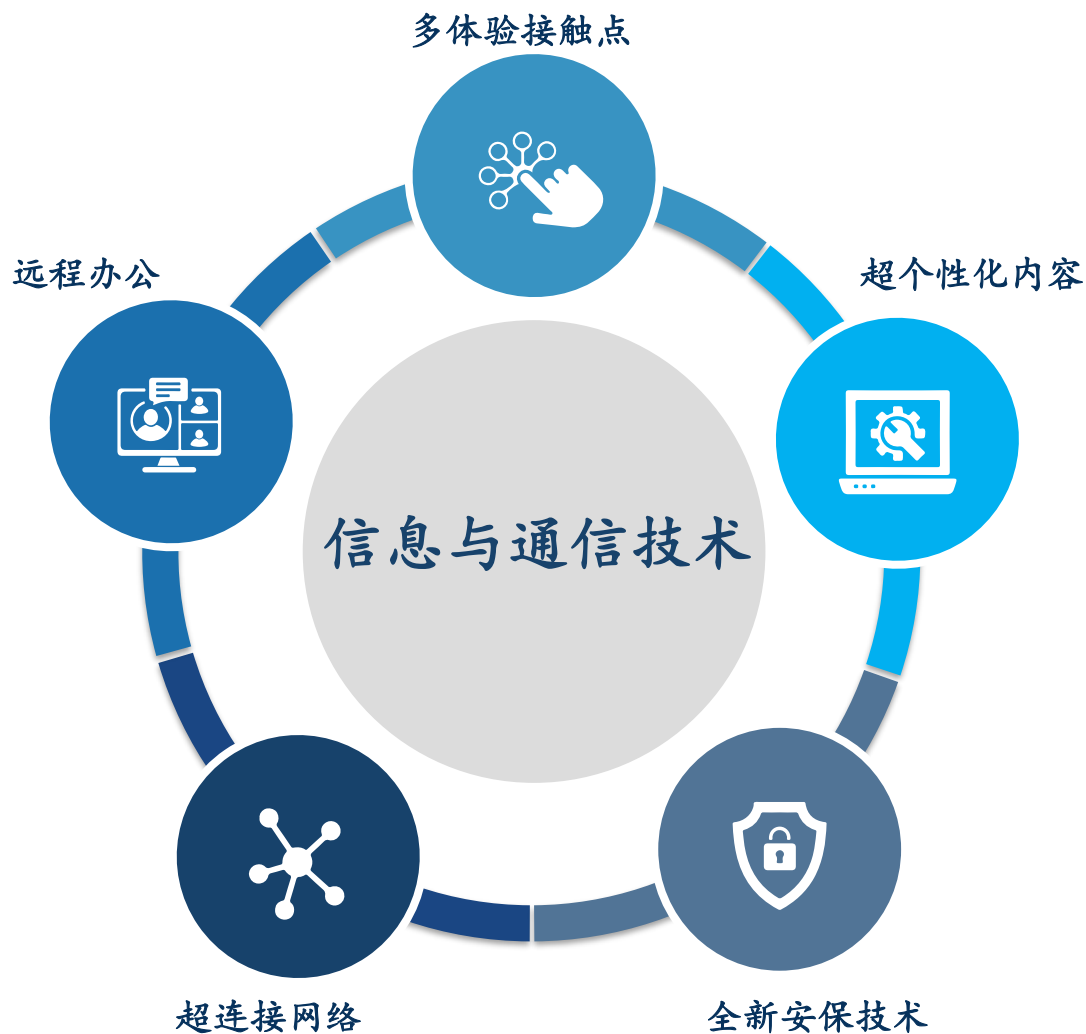 多体验接触点
远程办公
超个性化内容
信息与通信技术
超连接网络
全新安保技术